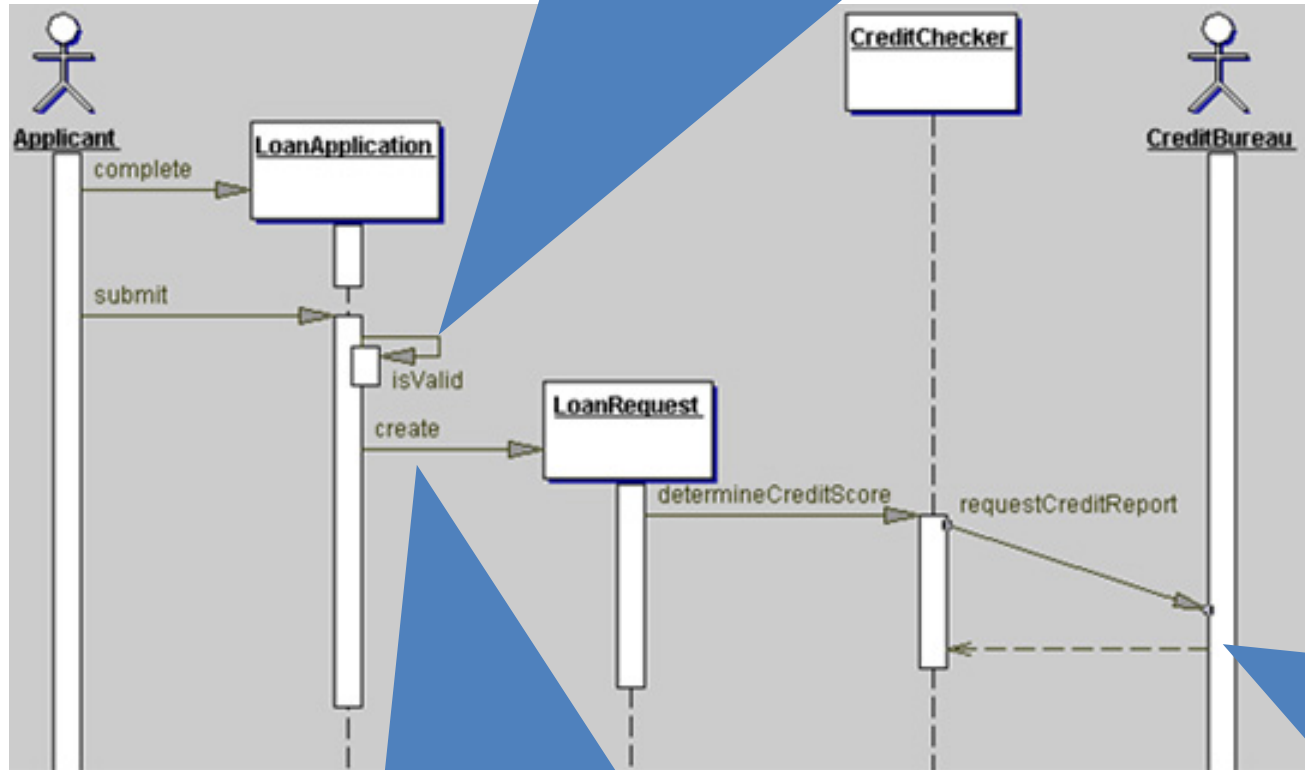 CreditChecker
Applicant
LoanApplication
CreditBureau
complete
submit
isValid
LoanRequest
create
determineCreditScore
requestCreditReport